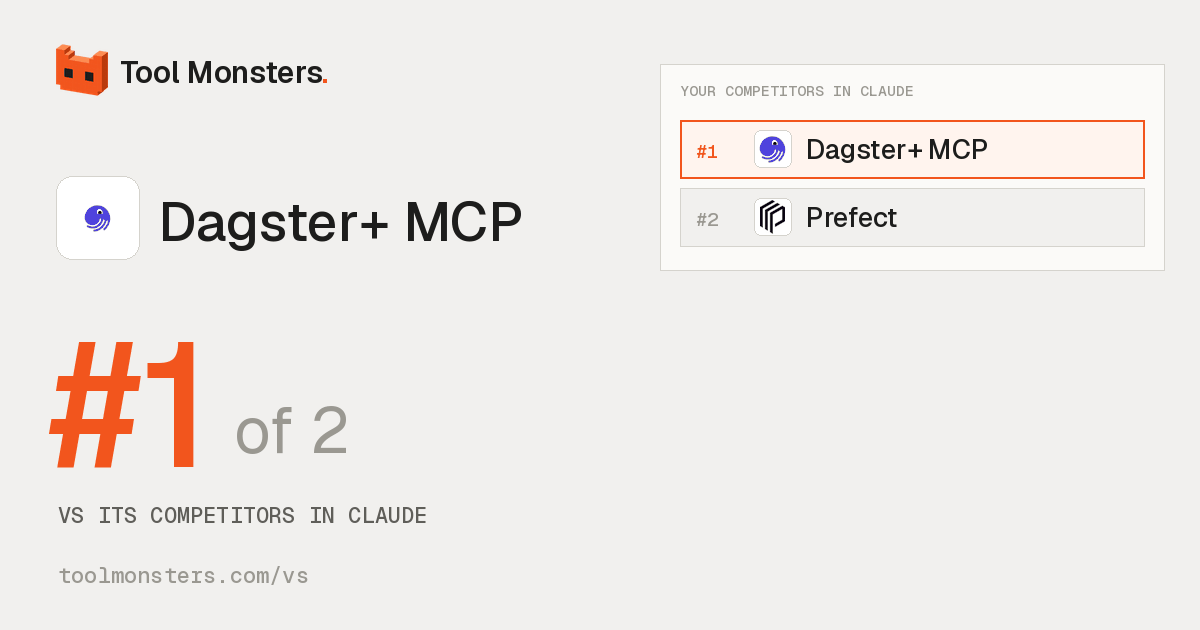 Tool Monsters.
Dagster+ MCP
#1 of 2
VS ITS COMPETITORS IN CLAUDE
toolmonsters.com/vs
YOUR COMPETITORS IN CLAUDE
#1 Dagster+ MCP
#2 Prefect